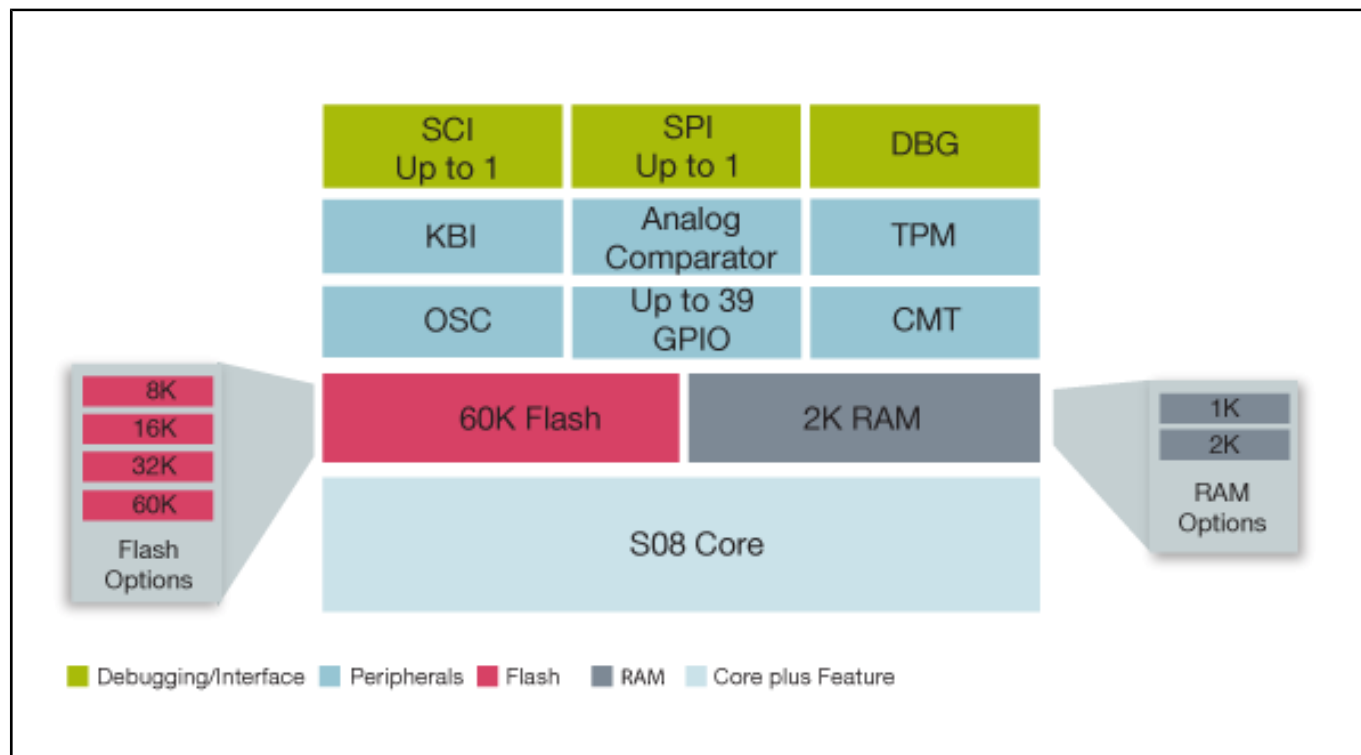 SCI
Up to 1
SPI
Up to 1
DBG
KBI
Analog
Comparator
TPM
OSC
Up to 39
GPIO
CMT
8K
16K
32K
60K
Flash
Options
60K Flash
2K RAM
1K
2K
RAM
Options
S08 Core
Debugging/Interface
Peripherals
Flash
RAM
Core plus Feature